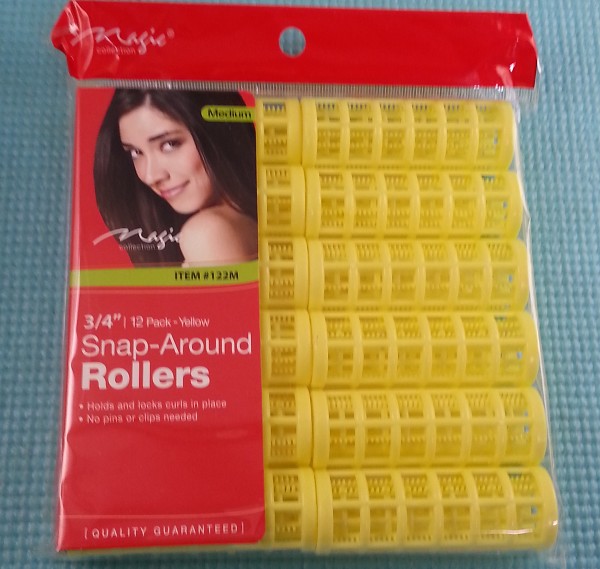 Magic®
collection
Medium
Magic
collection
ITEM #122M
3/4" | 12 Pack - Yellow
Snap-Around
Rollers
• Holds and locks curls in place
• No pins or clips needed
[ QUALITY GUARANTEED ]